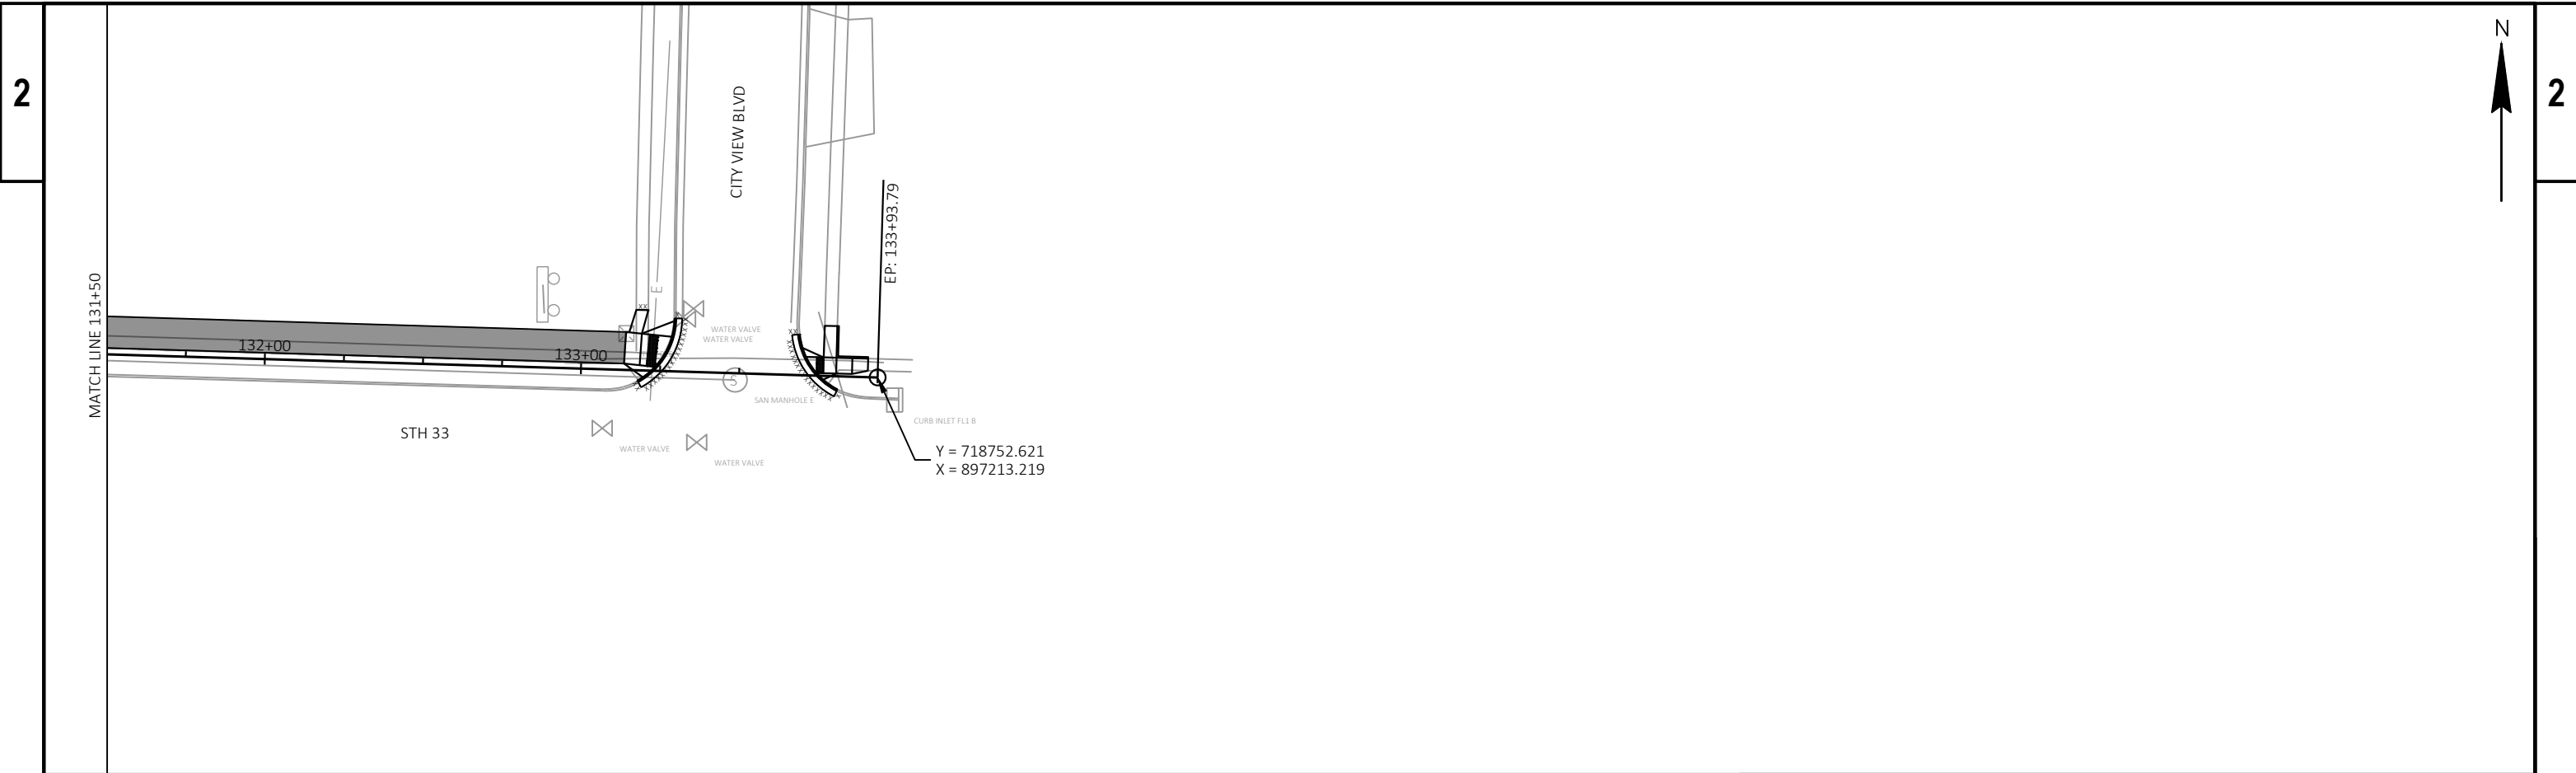 2
N
2
CITY VIEW BLVD
EP: 133+93.79
MATCH LINE 131+50
E
WATER VALVE
WATER VALVE
132+00
133+00
S
SAN MANHOLE E
CURB INLET FL1 B
STH 33
WATER VALVE
WATER VALVE
Y = 718752.621
X = 897213.219